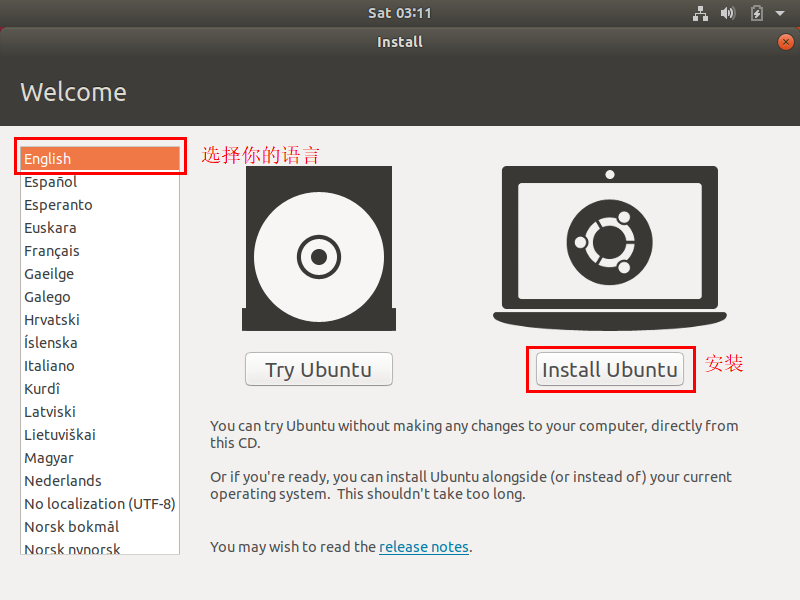 Sat 03:11
Install
Welcome
English
选择你的语言
Español
Esperanto
Euskara
Français
Gaeilge
Galego
Hrvatski
Íslenska
Italiano
Kurdî
Latviski
Lietuviškai
Magyar
Nederlands
No localization (UTF-8)
Norsk bokmål
Norsk nynorsk
Try Ubuntu
Install Ubuntu
安装
You can try Ubuntu without making any changes to your computer, directly from
this CD.
Or if you're ready, you can install Ubuntu alongside (or instead of) your current
operating system. This shouldn't take too long.
You may wish to read the release notes.